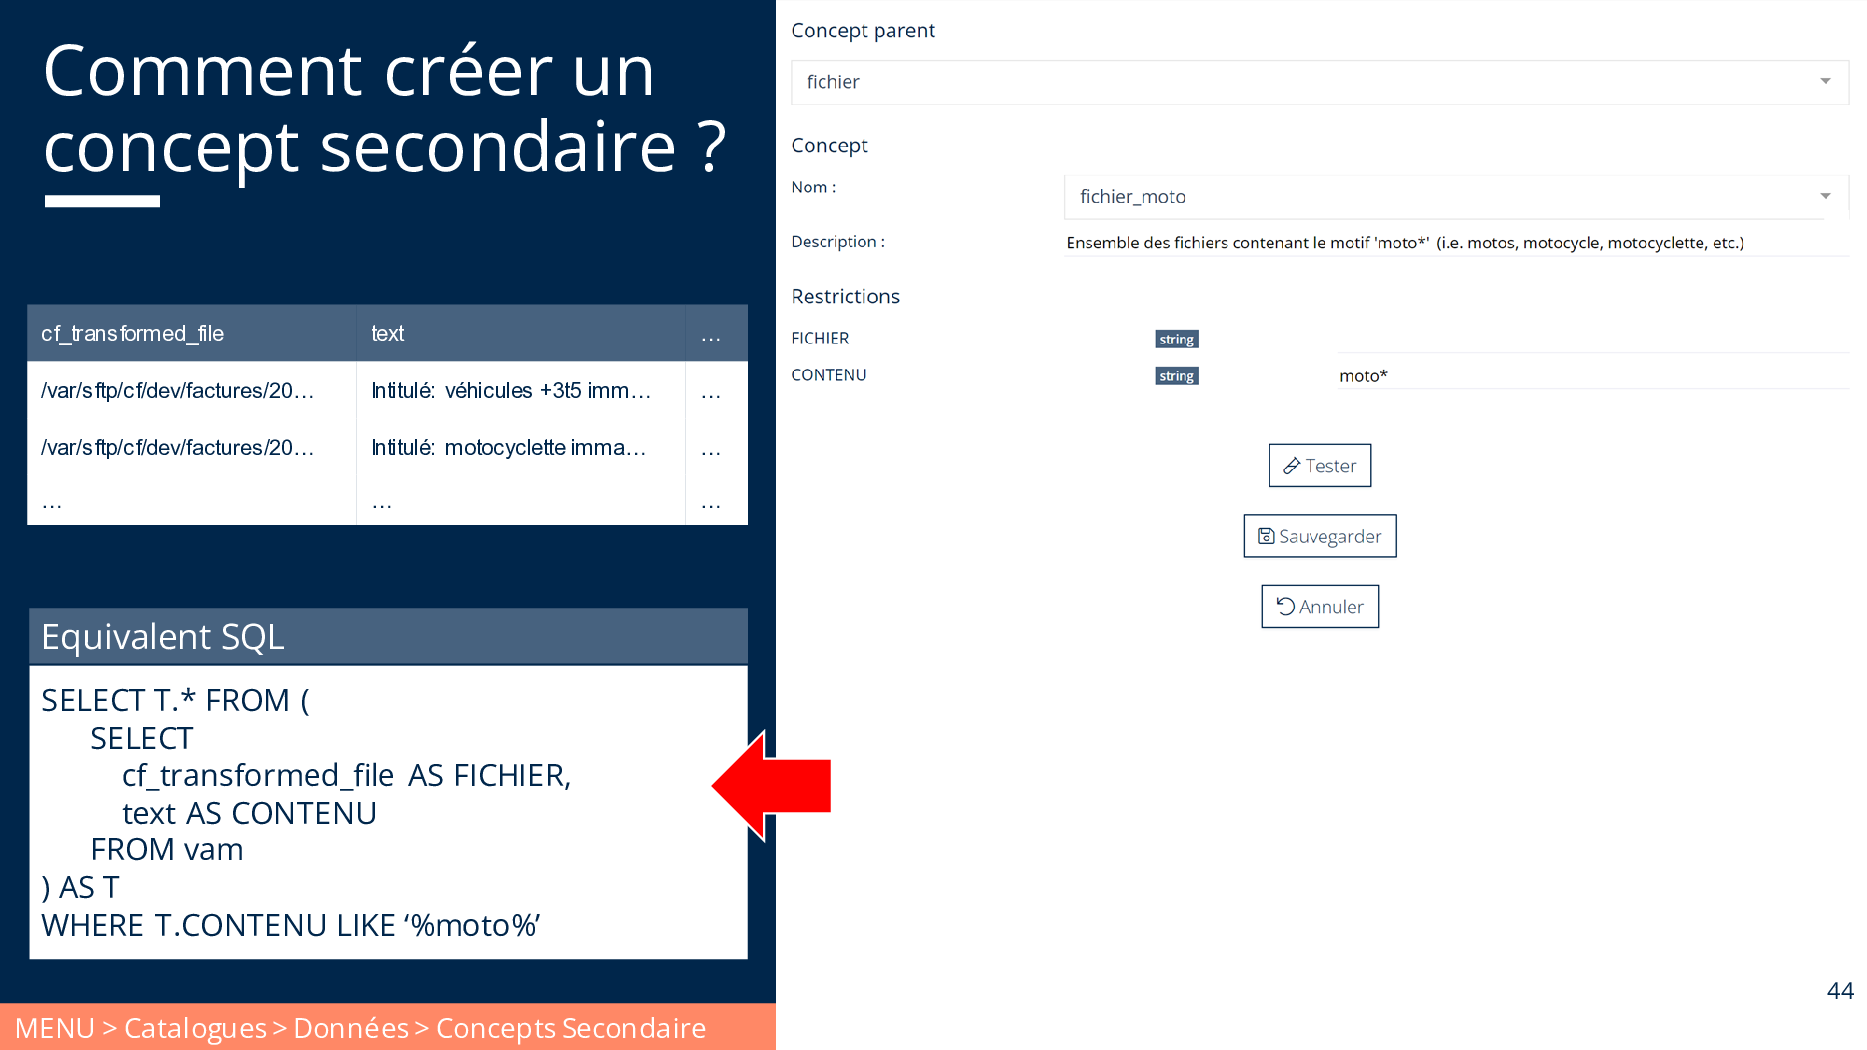 Comment créer un
concept secondaire ?
cf_transformed_file text ...
/var/sftp/cf/dev/factures/20... Intitulé: véhicules +3t5 imm... ...
/var/sftp/cf/dev/factures/20... Intitulé: motocyclette imma... ...
... ... ...
Equivalent SQL
SELECT T.* FROM (
SELECT
cf_transformed_file AS FICHIER,
text AS CONTENU
FROM vam
) AS T
WHERE T.CONTENU LIKE ‘%moto%’
MENU > Catalogues > Données > Concepts Secondaire
Concept parent
fichier
Concept
Nom :
fichier_moto
Description :
Ensemble des fichiers contenant le motif 'moto*' (i.e. motos, motocycle, motocyclette, etc.)
Restrictions
FICHIER string
CONTENU string moto*
Tester
Sauvegarder
Annuler
44